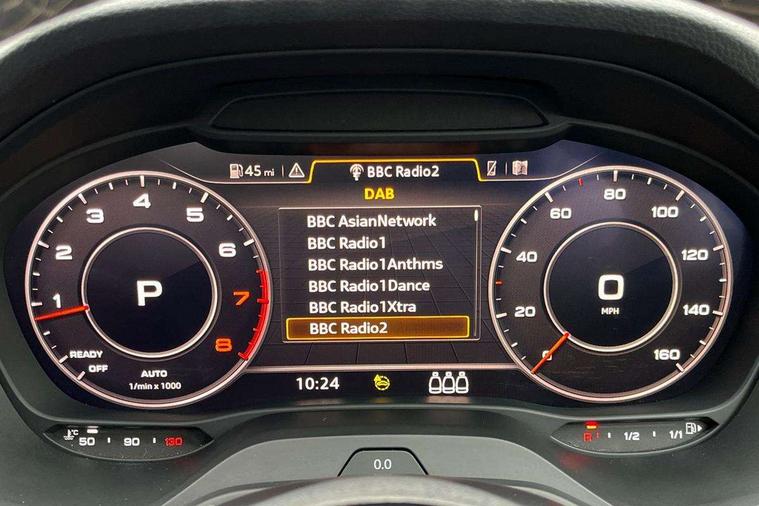 45 mi BBC Radio2
DAB
BBC AsianNetwork
BBC Radio1
BBC Radio1Anthms
BBC Radio1Dance
BBC Radio1Xtra
BBC Radio2
1 2 3 4 5 6 7 8
P
READY
OFF
AUTO
1/min x 1000
0 20 40 60 80 100 120 140 160
0
MPH
10:24
°C 50 90 130
R 1/2 1/1
0.0